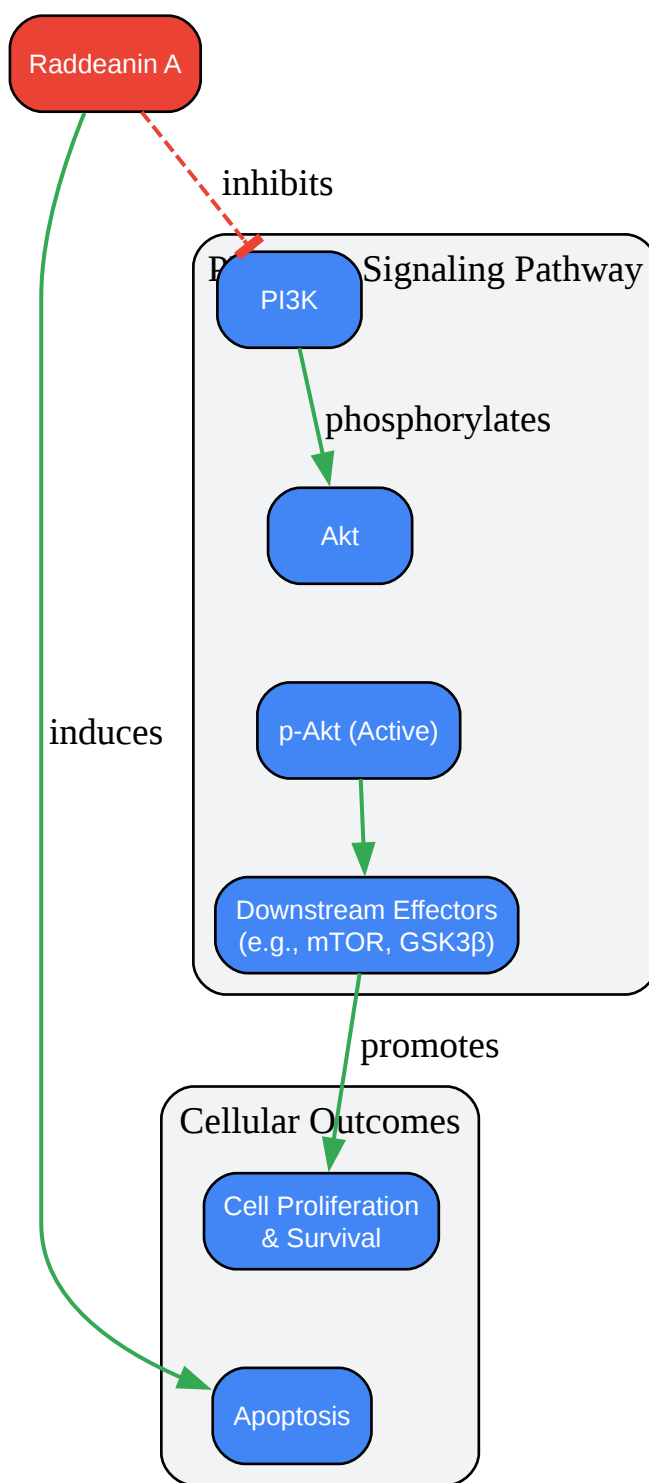 Raddeanin A
inhibits
Signaling Pathway
PI3K
phosphorylates
Akt
induces
p-Akt (Active)
Downstream Effectors
(e.g., mTOR, GSK3β)
promotes
Cellular Outcomes
Cell Proliferation
& Survival
Apoptosis